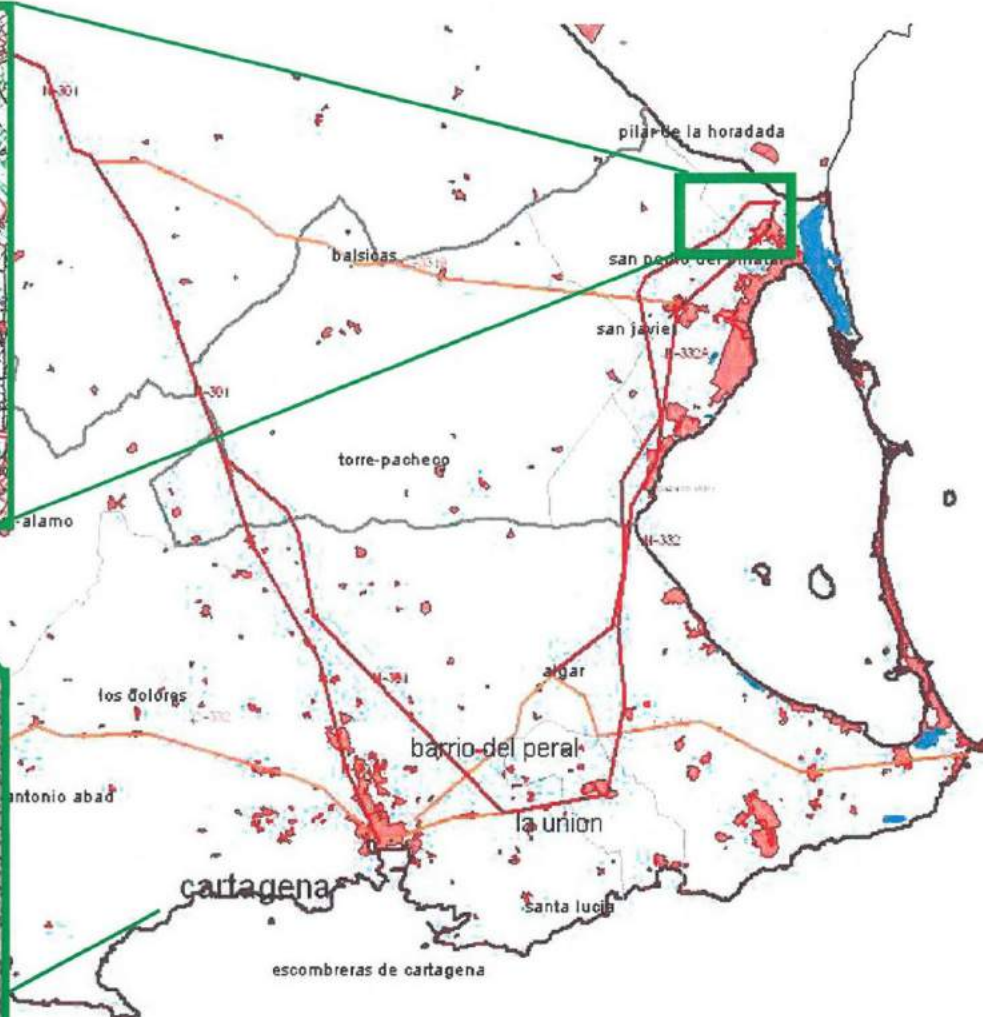 N-301
pilar de la horadada
balsicas
san pedro del pinatar
san javier
N-332A
N-301
torre-pacheco
-alamo
N-332
algar
los dolores
N-301
barrio del peral
antonio abad
la union
cartagena
santa lucia
escombreras de cartagena